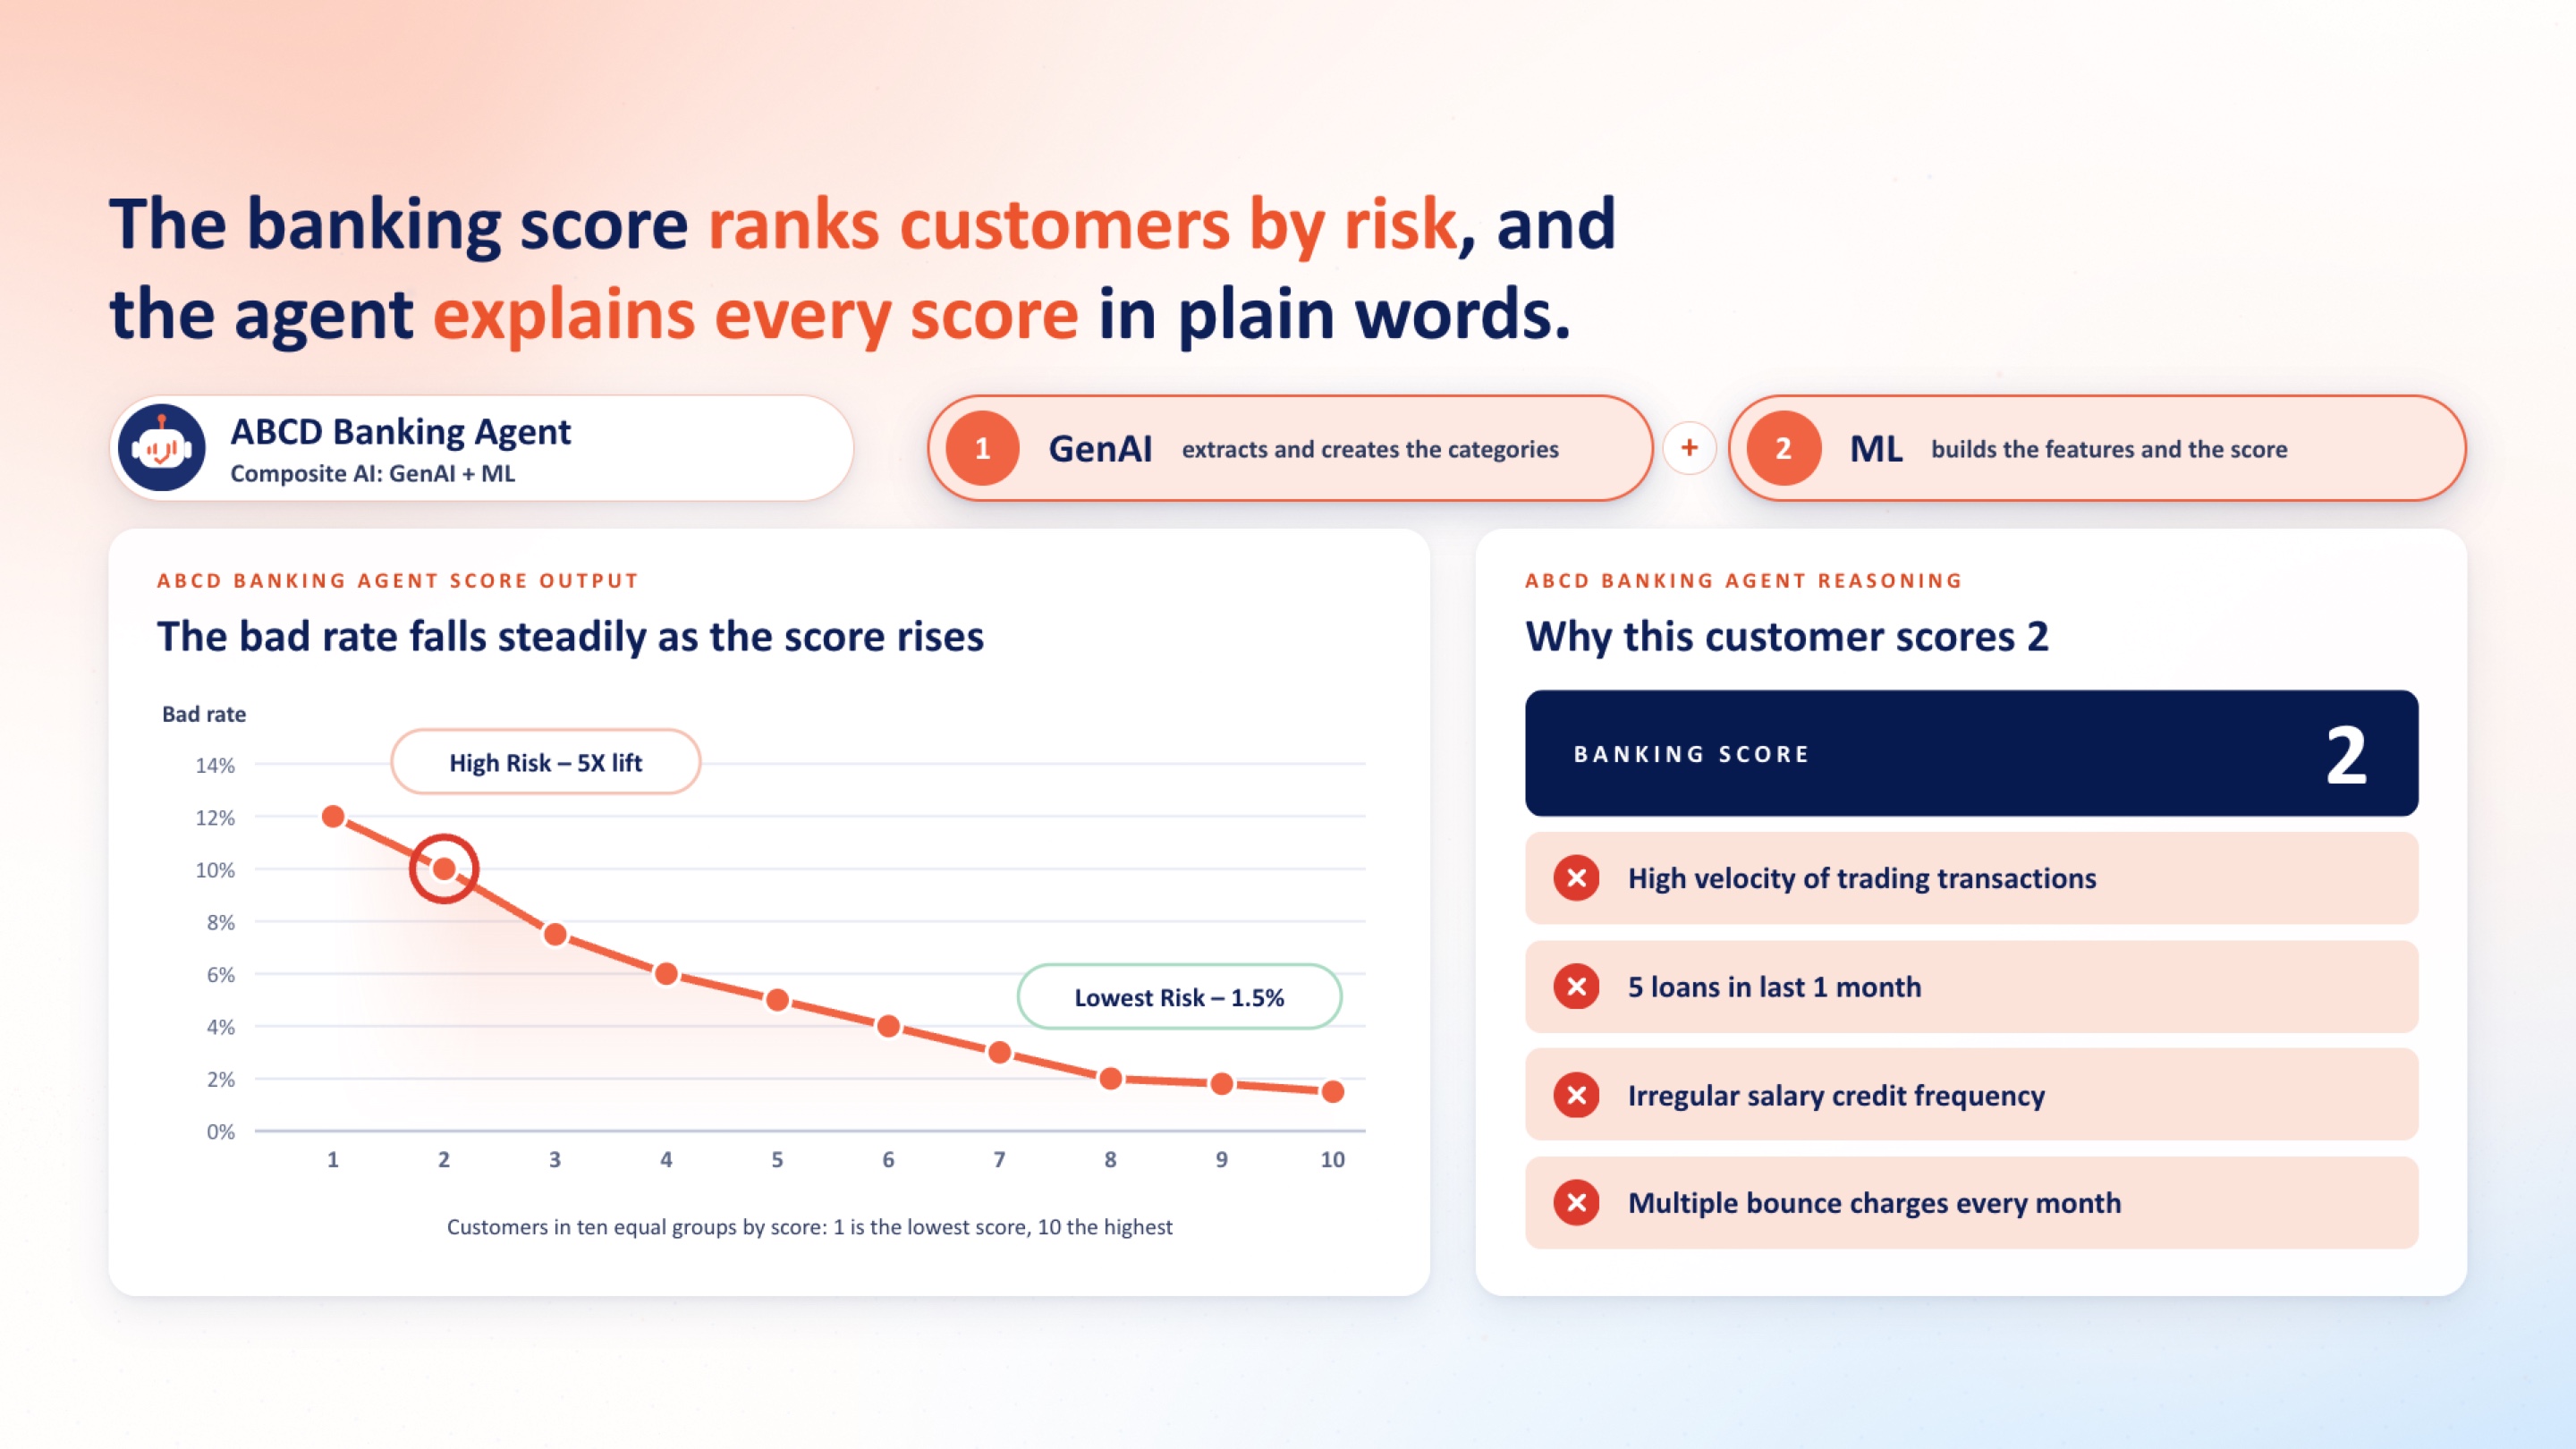 The banking score ranks customers by risk, and
the agent explains every score in plain words.
ABCD Banking Agent
Composite AI: GenAI + ML
1 GenAI extracts and creates the categories
+
2 ML builds the features and the score
ABCD BANKING AGENT SCORE OUTPUT
The bad rate falls steadily as the score rises
Bad rate
High Risk – 5X lift
14%
12%
10%
8%
6%
4%
2%
0%
Lowest Risk – 1.5%
1 2 3 4 5 6 7 8 9 10
Customers in ten equal groups by score: 1 is the lowest score, 10 the highest
ABCD BANKING AGENT REASONING
Why this customer scores 2
BANKING SCORE 2
High velocity of trading transactions
5 loans in last 1 month
Irregular salary credit frequency
Multiple bounce charges every month